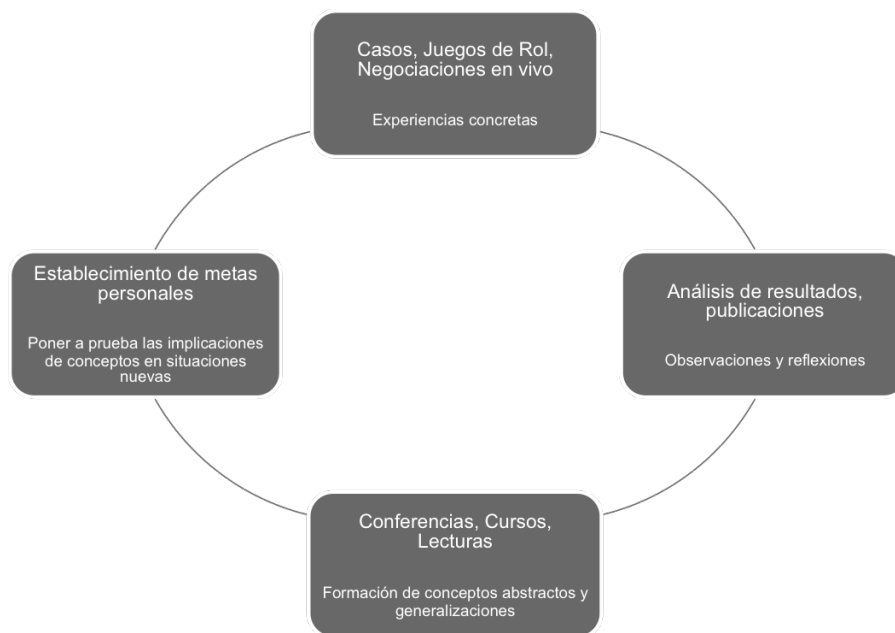 Casos, Juegos de Rol,
Negociaciones en vivo
Experiencias concretas
Análisis de resultados,
publicaciones
Observaciones y reflexiones
Conferencias, Cursos,
Lecturas
Formación de conceptos abstractos y
generalizaciones
Establecimiento de metas
personales
Poner a prueba las implicaciones
de conceptos en situaciones
nuevas